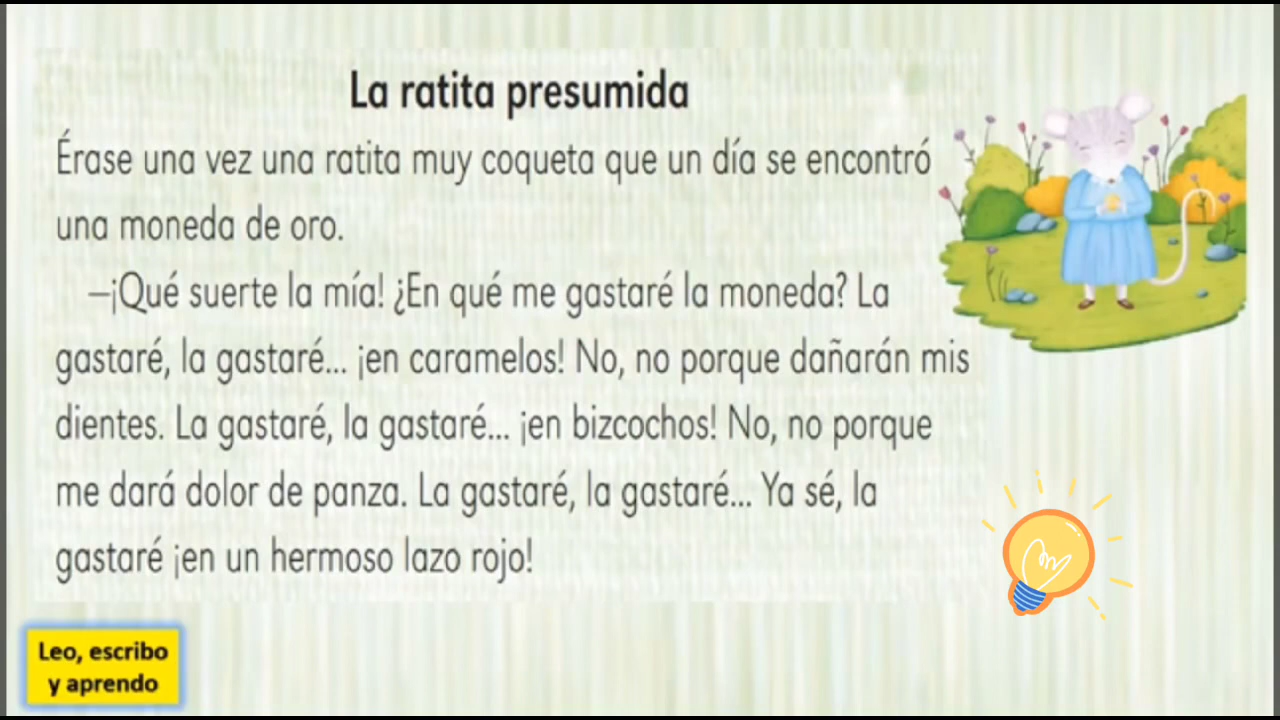 La ratita presumida
Érase una vez una ratita muy coqueta que un día se encontró
una moneda de oro.
–¡Qué suerte la mía! ¿En qué me gastaré la moneda? La
gastaré, la gastaré... ¡en caramelos! No, no porque dañarán mis
dientes. La gastaré, la gastaré... ¡en bizcochos! No, no porque
me dará dolor de panza. La gastaré, la gastaré... Ya sé, la
gastaré ¡en un hermoso lazo rojo!
Leo, escribo
y aprendo